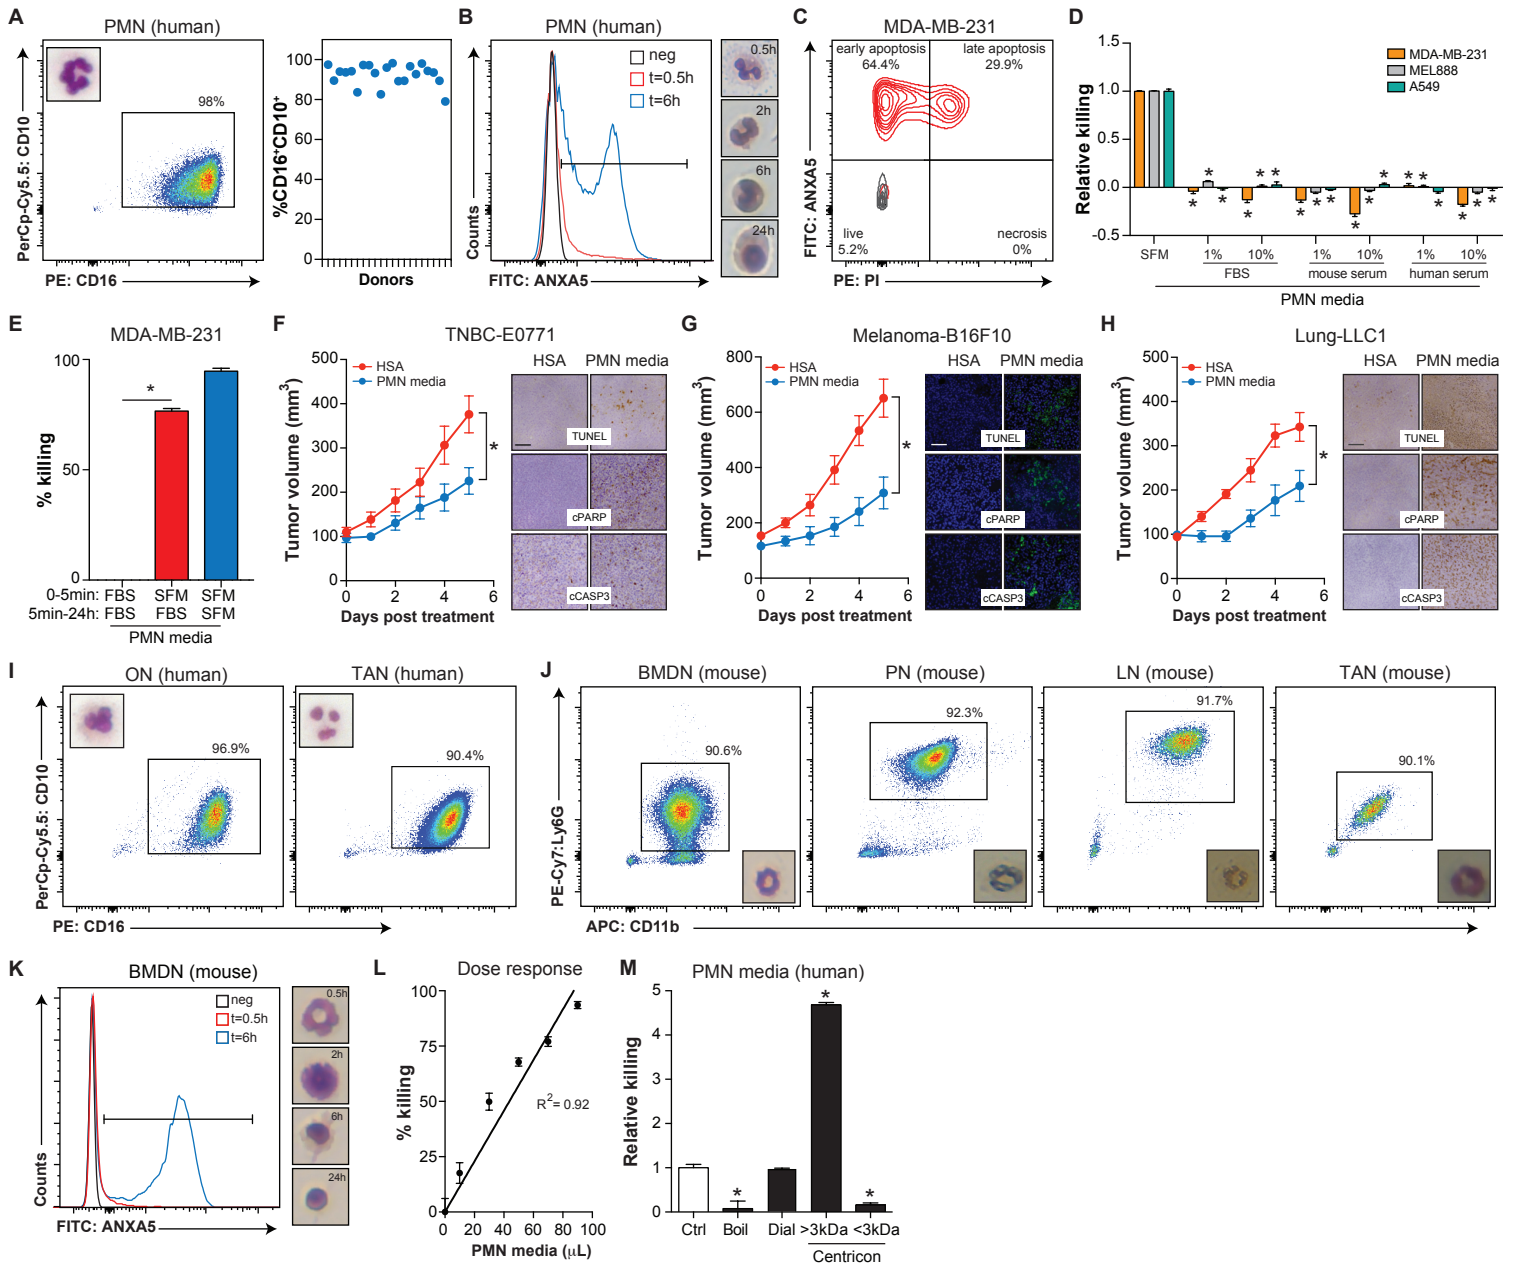 A
PMN (human)
PerCp-Cy5.5: CD10
98%
PE: CD16
%CD16+CD10+
100
80
60
40
20
0
Donors
B
PMN (human)
Counts
neg
t=0.5h
t=6h
FITC: ANXA5
0.5h
2h
6h
24h
C
MDA-MB-231
FITC: ANXA5
early apoptosis
64.4%
late apoptosis
29.9%
live
5.2%
necrosis
0%
PE: PI
D
Relative killing
1.5
1.0
0.5
0.0
-0.5
MDA-MB-231
MEL888
A549
* * * * * * * * * * * * * * * * * *
SFM
1% 10%
FBS
1% 10%
mouse serum
1% 10%
human serum
PMN media
E
MDA-MB-231
% killing
100
50
0
*
0-5min: FBS SFM SFM
5min-24h: FBS FBS SFM
PMN media
F
TNBC-E0771
Tumor volume (mm3)
500
400
300
200
100
0
HSA
PMN media
*
0 2 4 6
Days post treatment
HSA PMN media
TUNEL
cPARP
cCASP3
G
Melanoma-B16F10
Tumor volume (mm3)
800
600
400
200
0
HSA
PMN media
*
0 2 4 6
Days post treatment
HSA PMN media
TUNEL
cPARP
cCASP3
H
Lung-LLC1
Tumor volume (mm3)
500
400
300
200
100
0
HSA
PMN media
*
0 2 4 6
Days post treatment
HSA PMN media
TUNEL
cPARP
cCASP3
I
ON (human)
TAN (human)
PerCp-Cy5.5: CD10
96.9%
90.4%
PE: CD16
J
BMDN (mouse)
PN (mouse)
LN (mouse)
TAN (mouse)
PE-Cy7:Ly6G
90.6%
92.3%
91.7%
90.1%
APC: CD11b
K
BMDN (mouse)
Counts
neg
t=0.5h
t=6h
FITC: ANXA5
0.5h
2h
6h
24h
L
Dose response
% killing
100
75
50
25
0
R2= 0.92
0 20 40 60 80 100
PMN media (μL)
M
PMN media (human)
Relative killing
5
4
3
2
1
0
* * *
Ctrl Boil Dial >3kDa <3kDa
Centricon